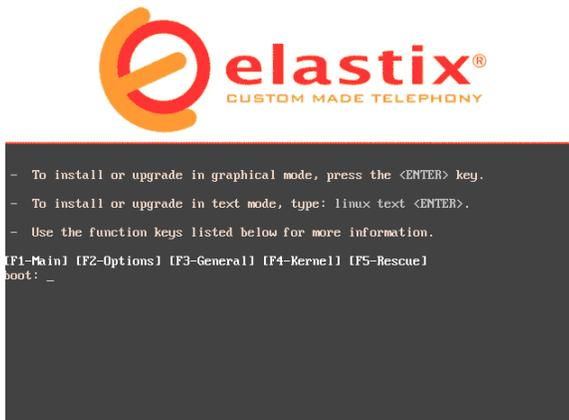 elastix®
CUSTOM MADE TELEPHONY
- To install or upgrade in graphical mode, press the <ENTER> key.
- To install or upgrade in text mode, type: linux text <ENTER>.
- Use the function keys listed below for more information.
[F1-Main] [F2-Options] [F3-General] [F4-Kernel] [F5-Rescue]
boot: _